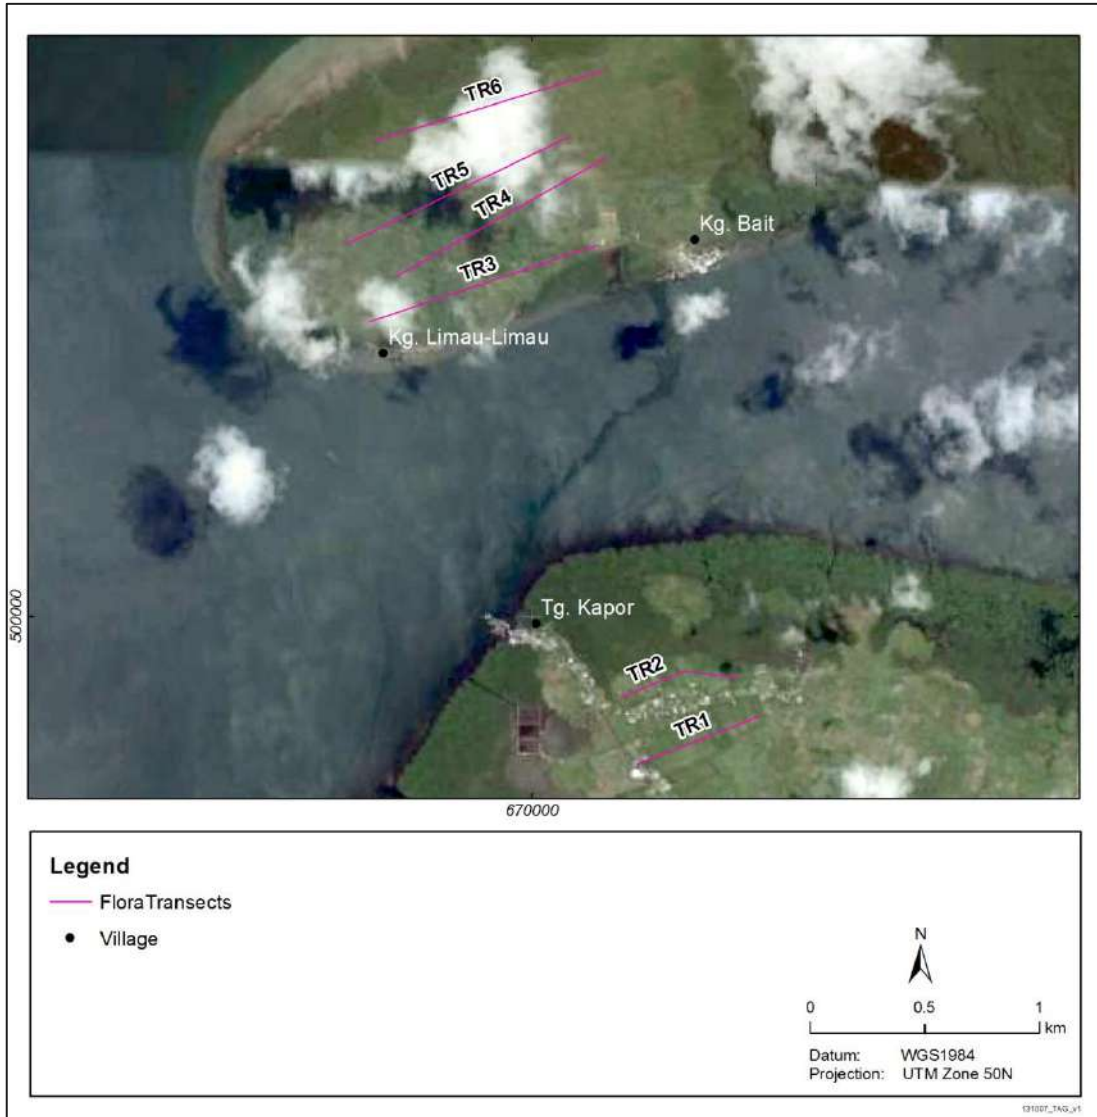 TR6
TR5
TR4
Kg. Bait
TR3
Kg. Limau-Limau
500000
Tg. Kapor
TR2
TR1
670000
Legend
FloraTransects
Village
N
0 0.5 1
km
Datum: WGS1984
Projection: UTM Zone 50N